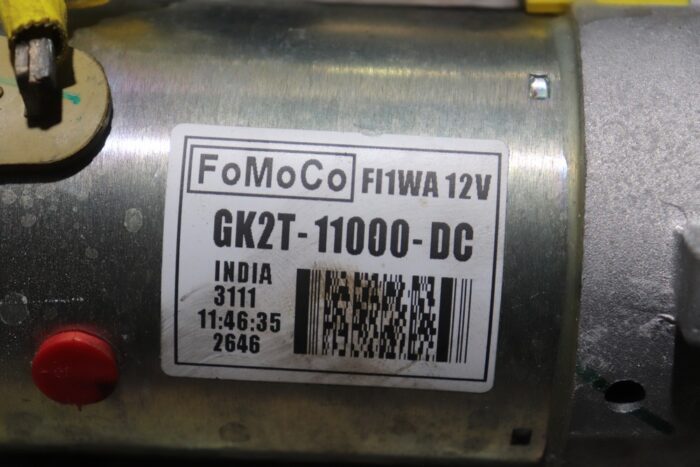 FoMoCo FI1WA 12V
GK2T-11000-DC
INDIA
3111
11:46:35
2646